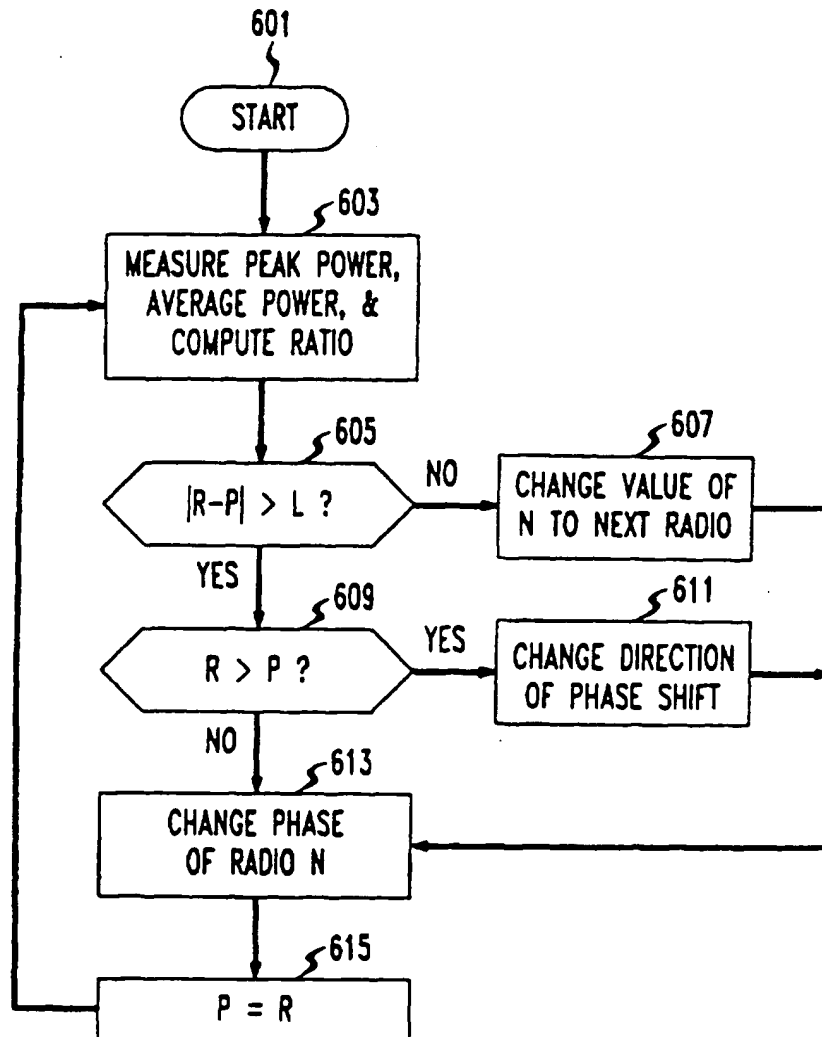 601
START
603
MEASURE PEAK POWER,
AVERAGE POWER, &
COMPUTE RATIO
605
|R-P| > L ?
NO
607
CHANGE VALUE OF
N TO NEXT RADIO
YES
609
R > P ?
YES
611
CHANGE DIRECTION
OF PHASE SHIFT
NO
613
CHANGE PHASE
OF RADIO N
615
P = R